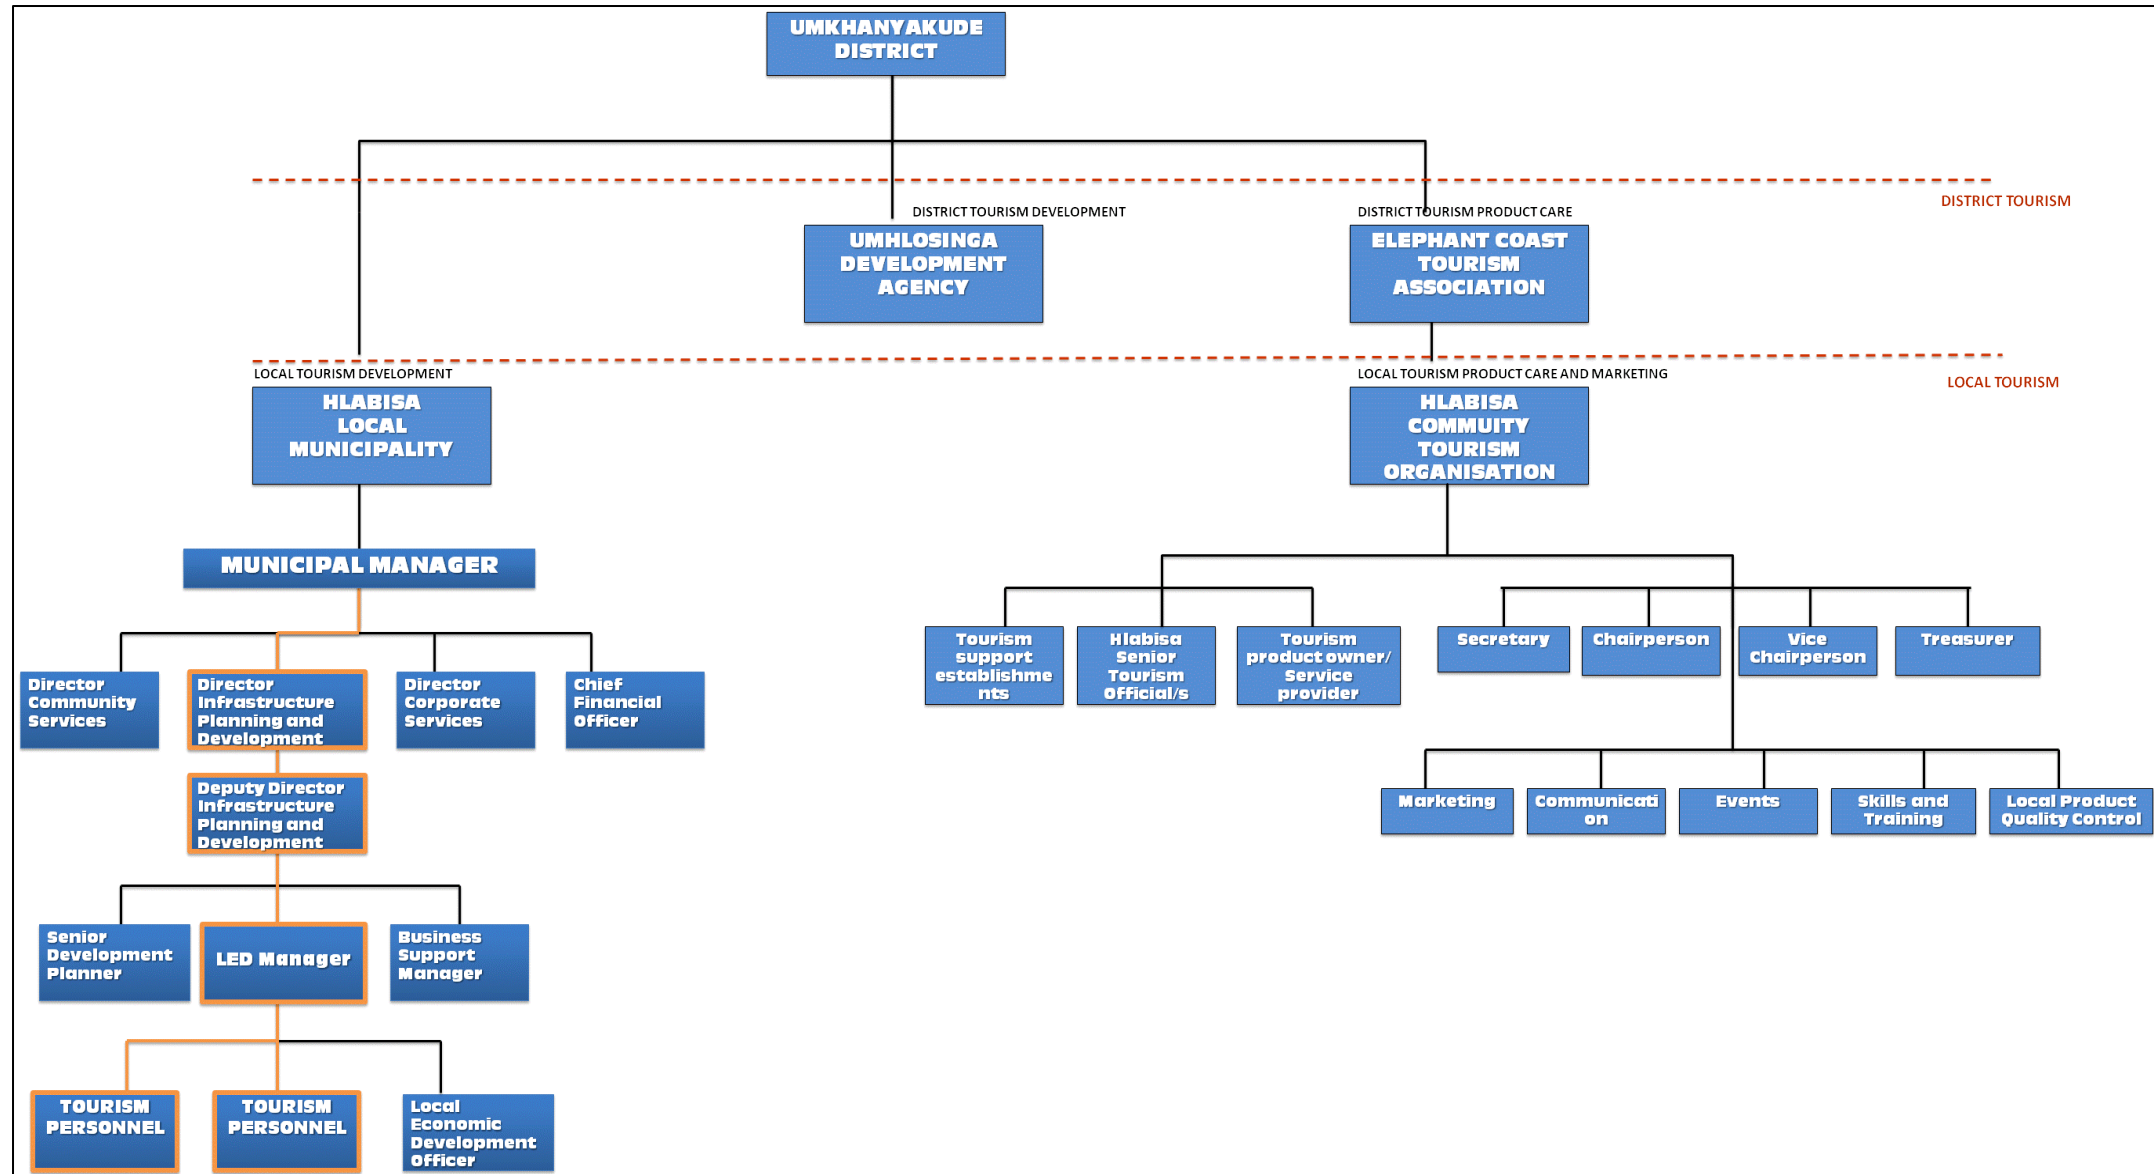 UMKHANYAKUDE
DISTRICT
DISTRICT TOURISM
DISTRICT TOURISM DEVELOPMENT
UMHLOSINGA
DEVELOPMENT
AGENCY
DISTRICT TOURISM PRODUCT CARE
ELEPHANT COAST
TOURISM
ASSOCIATION
LOCAL TOURISM
LOCAL TOURISM DEVELOPMENT
HLABISA
LOCAL
MUNICIPALITY
LOCAL TOURISM PRODUCT CARE AND MARKETING
HLABISA
COMMUITY
TOURISM
ORGANISATION
MUNICIPAL MANAGER
Director
Community
Services
Director
Infrastructure
Planning and
Development
Director
Corporate
Services
Chief
Financial
Officer
Deputy Director
Infrastructure
Planning and
Development
Senior
Development
Planner
LED Manager
Business
Support
Manager
TOURISM
PERSONNEL
TOURISM
PERSONNEL
Local
Economic
Development
Officer
Tourism
support
establishme
nts
Hlabisa
Senior
Tourism
Official/s
Tourism
product owner/
Service
provider
Secretary
Chairperson
Vice
Chairperson
Treasurer
Marketing
Communicati
on
Events
Skills and
Training
Local Product
Quality Control